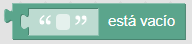 “ ” está vacío